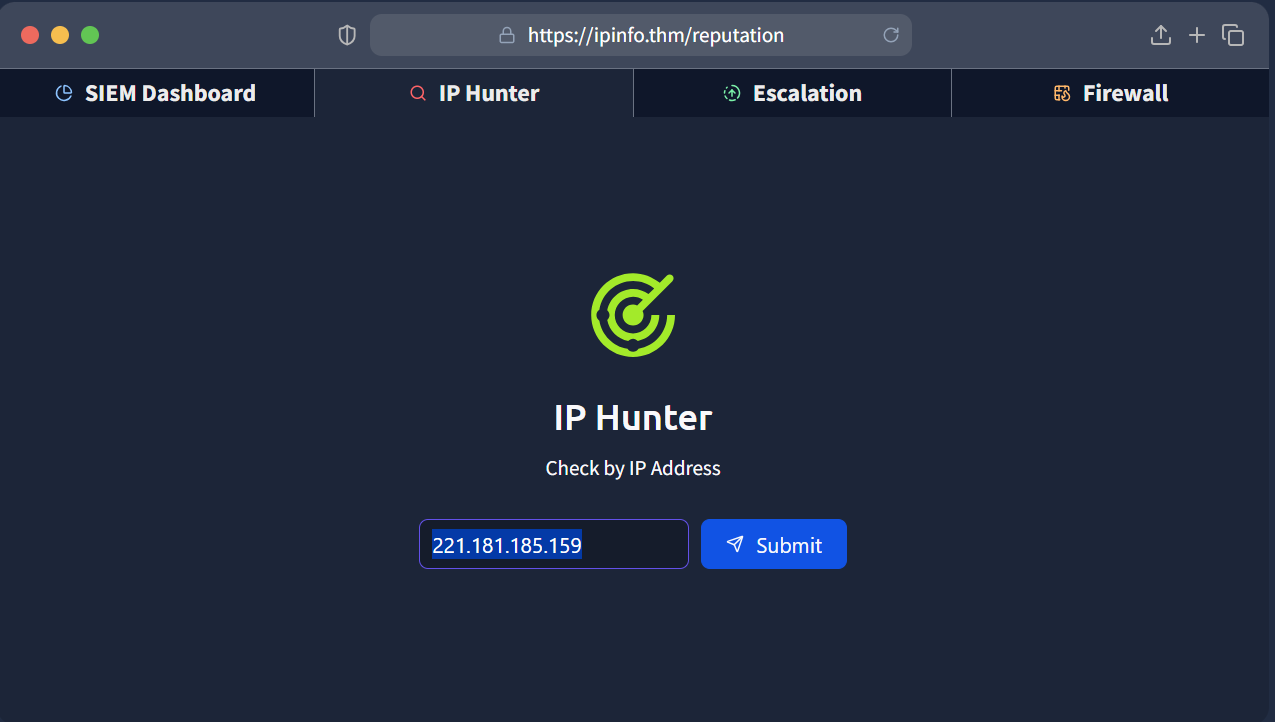 https://ipinfo.thm/reputation
SIEM Dashboard
IP Hunter
Escalation
Firewall
IP Hunter
Check by IP Address
221.181.185.159
Submit